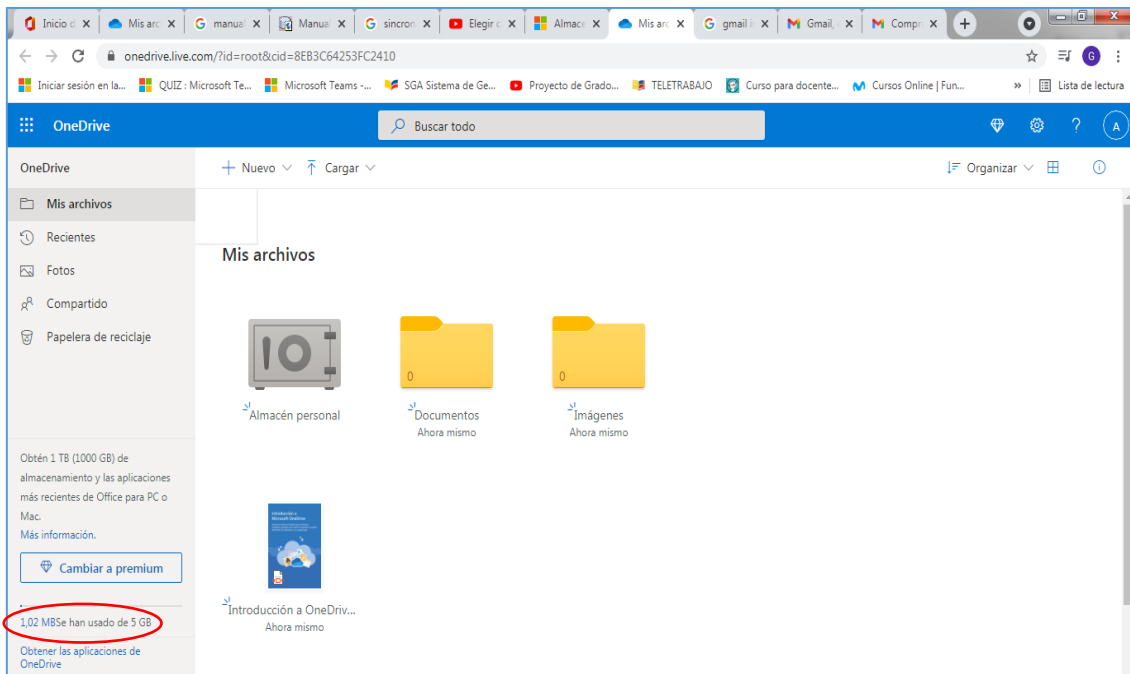 Inicio d
Mis arc
manual
Manual
sincron
Elegir c
Almace
Mis arc
gmail i
Gmail,
Compr
onedrive.live.com/?id=root&cid=8EB3C64253FC2410
G
Iniciar sesión en la...
QUIZ : Microsoft Te...
Microsoft Teams -...
SGA Sistema de Ge...
Proyecto de Grado...
TELETRABAJO
Curso para docente...
Cursos Online | Fun...
»
Lista de lectura
OneDrive
Buscar todo
?
A
OneDrive
Nuevo
Cargar
Organizar
Mis archivos
Recientes
Fotos
Compartido
Papelera de reciclaje
Mis archivos
Almacén personal
0
Documentos
Ahora mismo
0
Imágenes
Ahora mismo
Introducción a
Microsoft OneDrive
Introducción a OneDriv...
Ahora mismo
Obtén 1 TB (1000 GB) de
almacenamiento y las aplicaciones
más recientes de Office para PC o
Mac.
Más información.
Cambiar a premium
1,02 MBSe han usado de 5 GB
Obtener las aplicaciones de
OneDrive